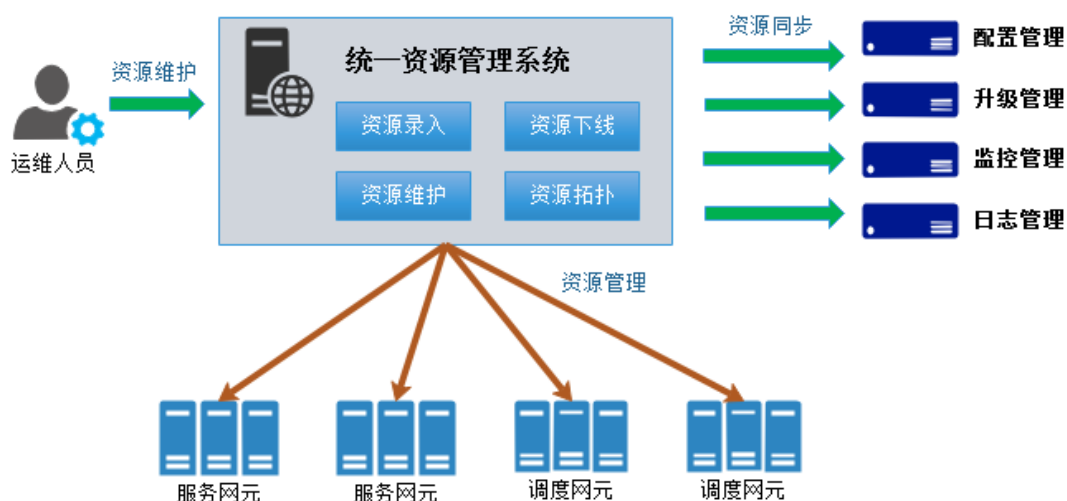 资源同步
配置管理
统一资源管理系统
资源维护
升级管理
资源录入
资源下线
运维人员
监控管理
资源维护
资源拓扑
日志管理
资源管理
服务网元
服务网元
调度网元
调度网元